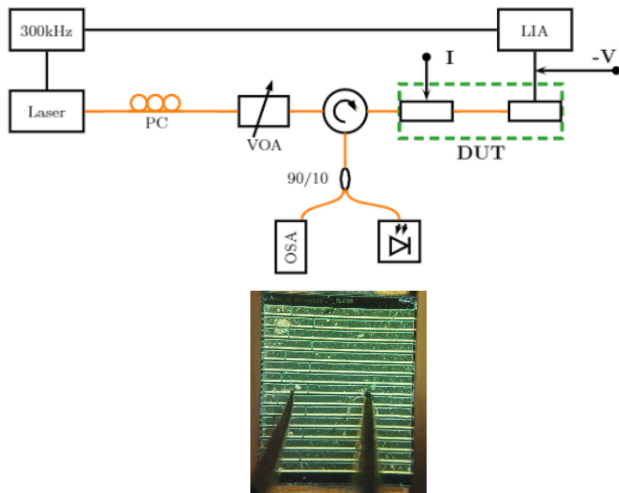 300kHz
LIA
I
-V
Laser
PC
VOA
DUT
90/10
OSA